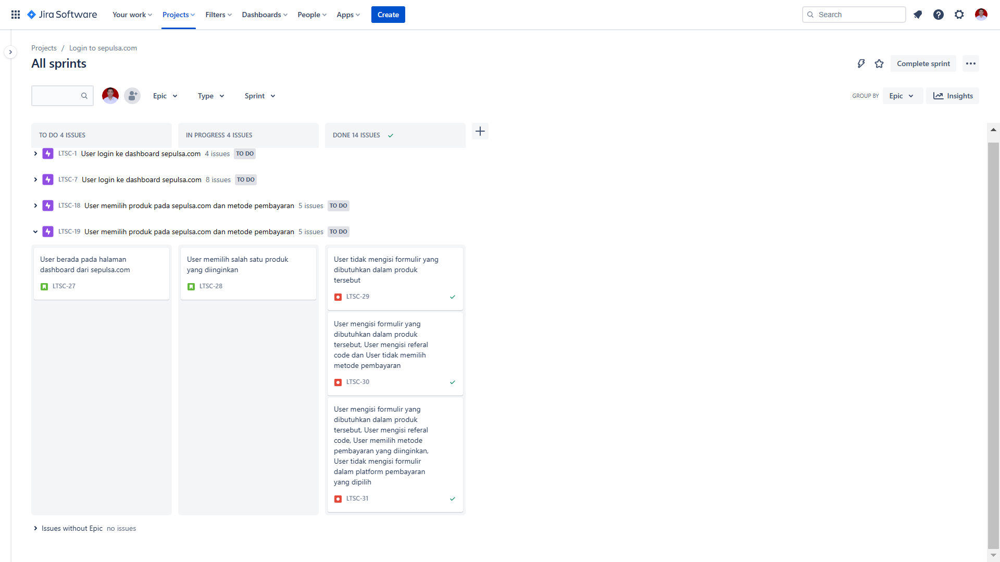 Jira Software
Your work
Projects
Filters
Dashboards
People
Apps
Create
Search
Projects / Login to sepulsa.com
All sprints
Complete sprint
Epic
Type
Sprint
GROUP BY
Epic
Insights
TO DO 4 ISSUES
IN PROGRESS 4 ISSUES
DONE 14 ISSUES
LTSC-1 User login ke dashboard sepulsa.com 4 issues TO DO
LTSC-7 User login ke dashboard sepulsa.com 8 issues TO DO
LTSC-18 User memilih produk pada sepulsa.com dan metode pembayaran 5 issues TO DO
LTSC-19 User memilih produk pada sepulsa.com dan metode pembayaran 5 issues TO DO
User berada pada halaman
dashboard dari sepulsa.com
LTSC-27
User memilih salah satu produk
yang diinginkan
LTSC-28
User tidak mengisi formulir yang
dibutuhkan dalam produk
tersebut
LTSC-29
User mengisi formulir yang
dibutuhkan dalam produk
tersebut, User mengisi referal
code dan User tidak memilih
metode pembayaran
LTSC-30
User mengisi formulir yang
dibutuhkan dalam produk
tersebut, User mengisi referal
code, User memilih metode
pembayaran yang diinginkan,
User tidak mengisi formulir
dalam platform pembayaran
yang dipilih
LTSC-31
Issues without Epic no issues